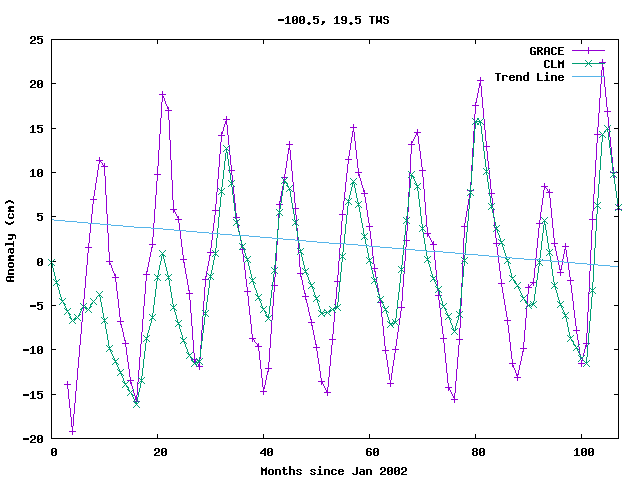 -100.5, 19.5 TWS
GRACE
CLM
Trend Line
25
20
15
10
5
0
-5
-10
-15
-20
Anomaly (cm)
0 20 40 60 80 100
Months since Jan 2002